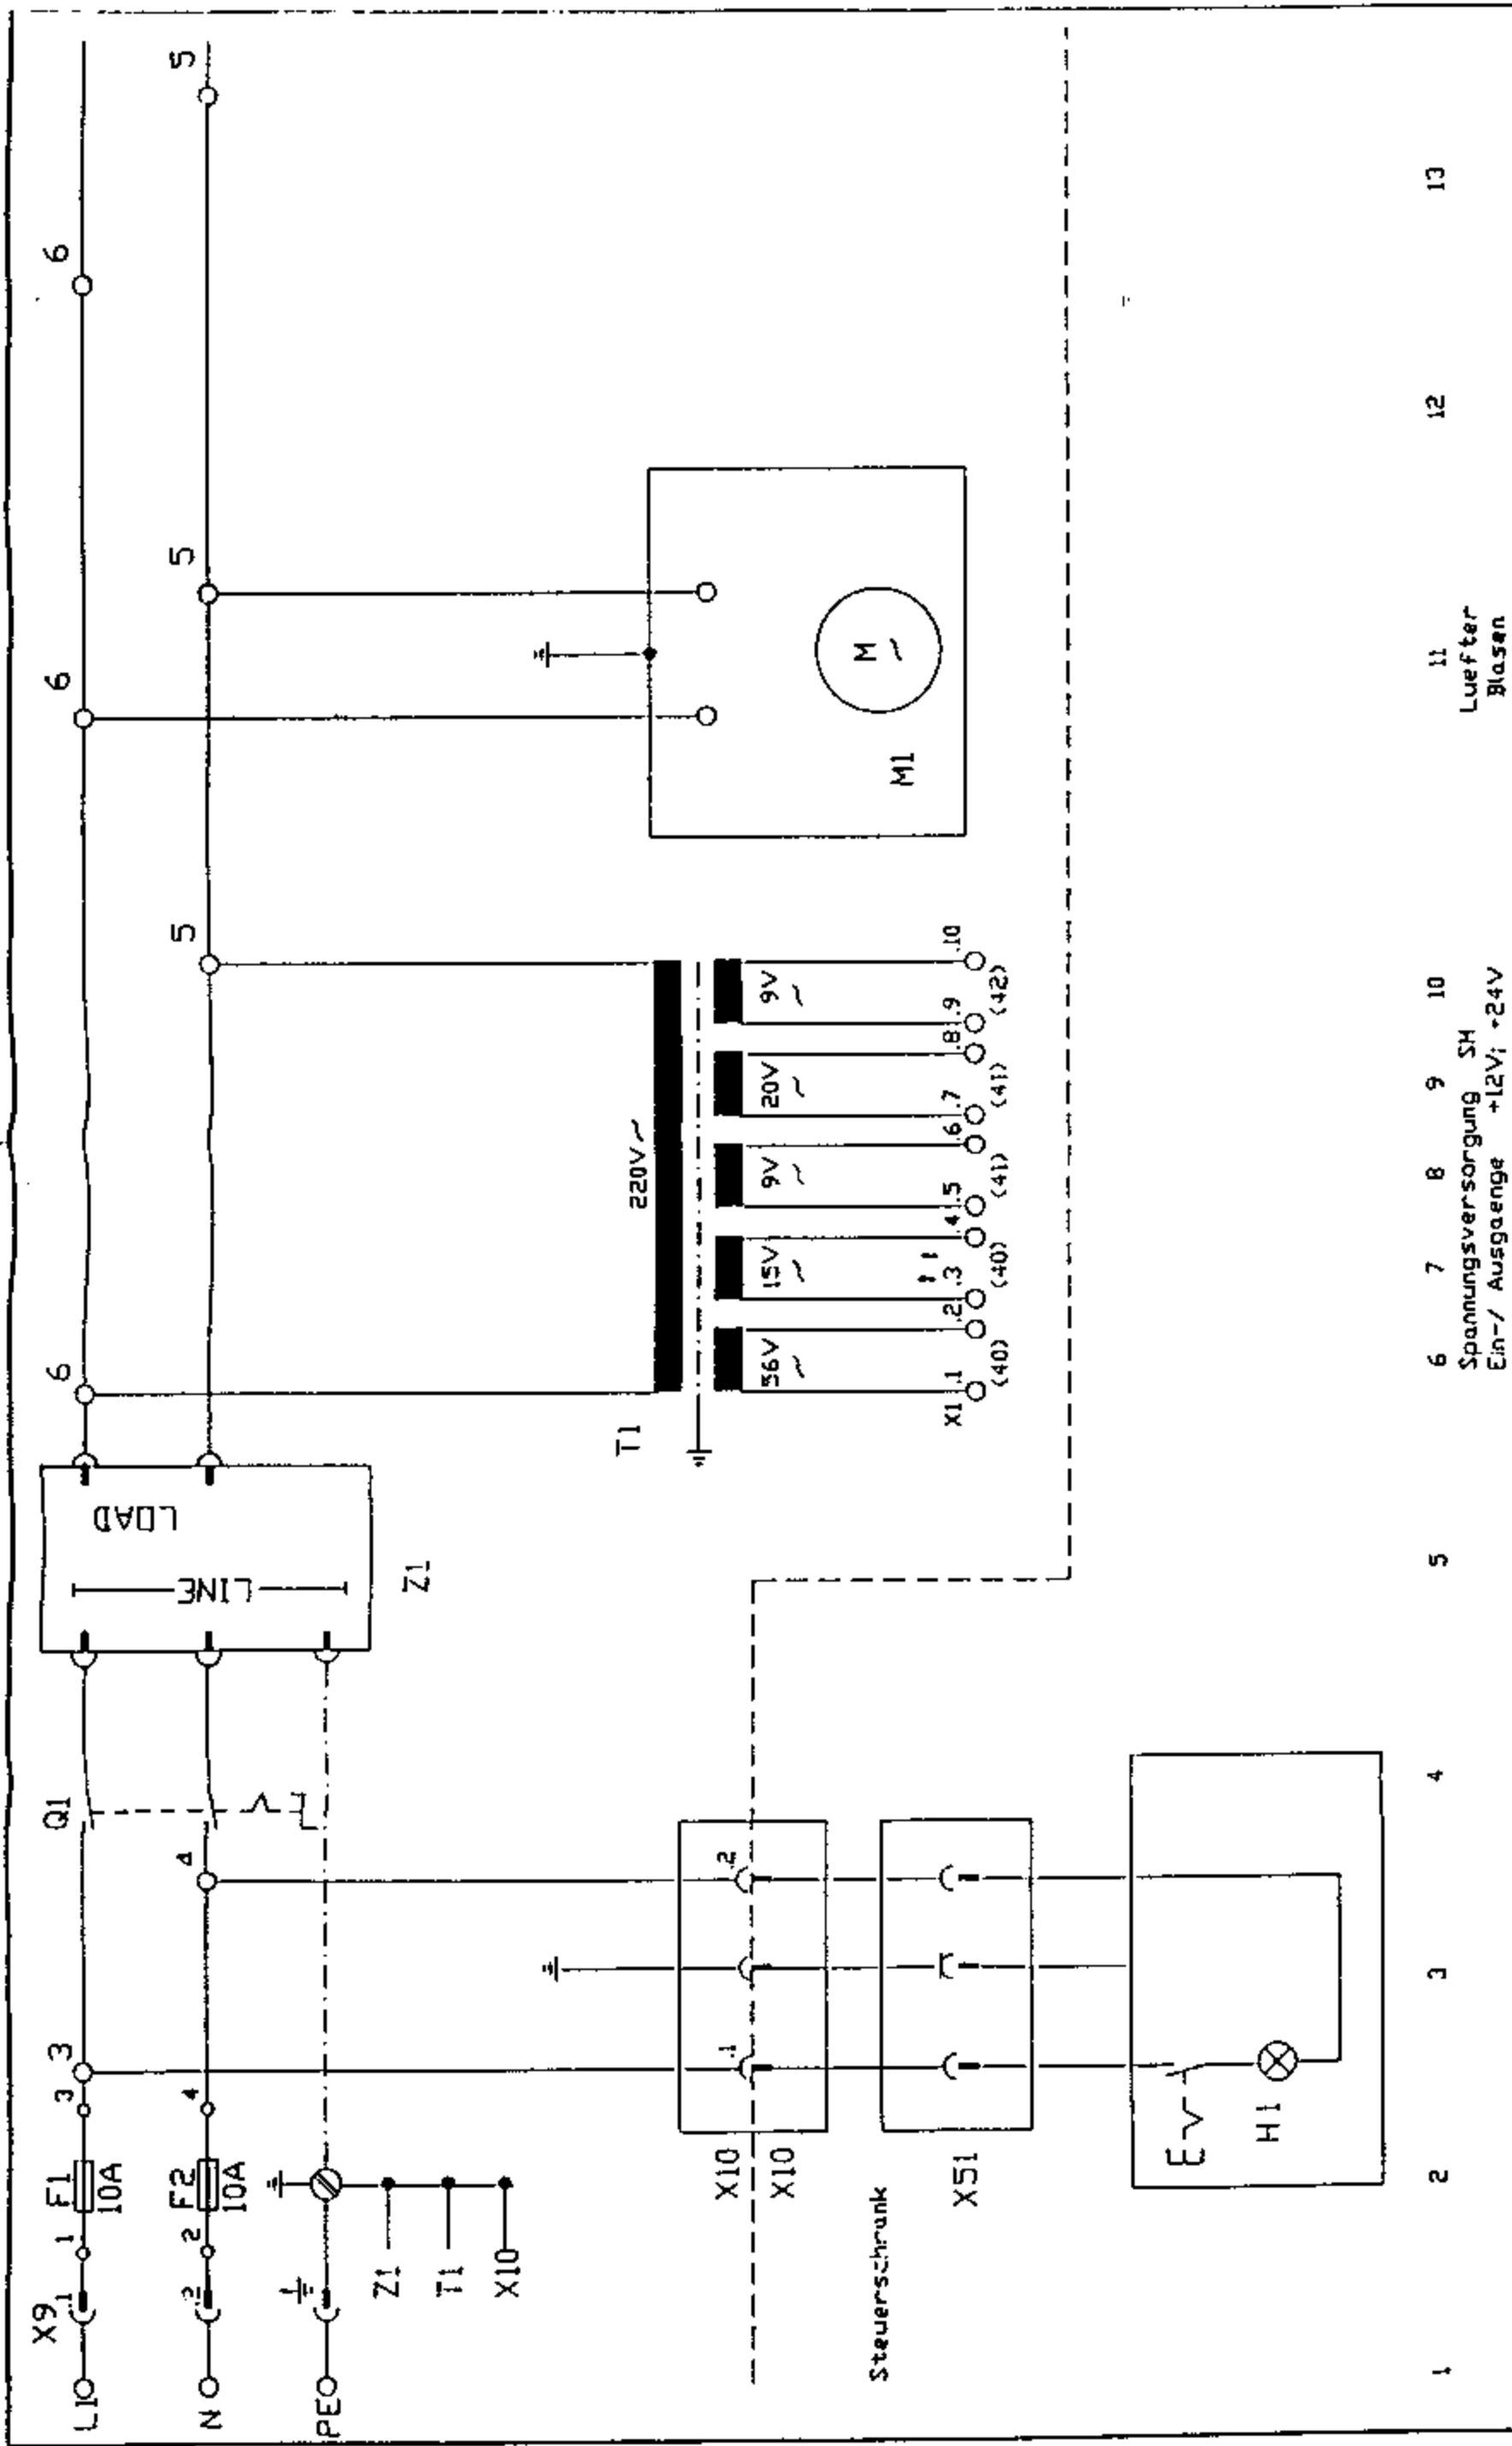 X9
L1
.1
1
F1
10A
3
3
Q1
6
6
6
N
.2
2
F2
10A
4
4
5
5
5
PE
Z1
T1
X10
LINE
LOAD
Z1
T1
220V~
9V
~
20V
~
9V
~
15V
~
56V
~
X1 .1 .2 .3 .4 .5 .6 .7 .8 .9 .10
(40) (40) (41) (41) (42)
M
~
M1
X10
X10
.1
.2
Steuerschrank
X51
E
H1
1 2 3 4 5 6 7 8 9 10 11 12 13
Spannungsversorgung SM
Ein-/ Ausgaenge +12V; +24V
Luefter
Blasen